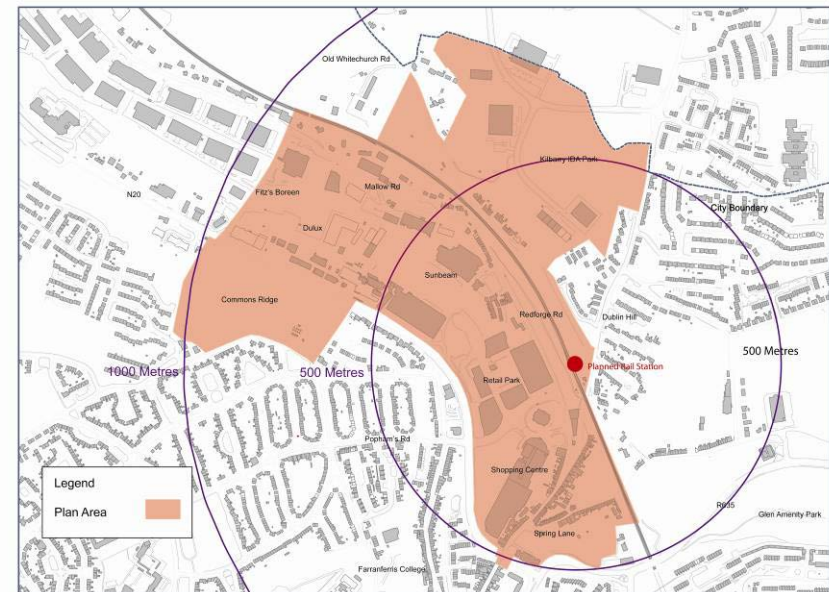 Old Whitechurch Rd
Kilbarry IDA Park
Mallow Rd
Fitz's Boreen
N20
City Boundary
Dulux
Sunbeam
Commons Ridge
Redforge Rd
Dublin Hill
500 Metres
1000 Metres
500 Metres
Planned Rail Station
Retail Park
Popham's Rd
Shopping Centre
Legend
Plan Area
R635
Glen Amenity Park
Spring Lane
Farranferris College